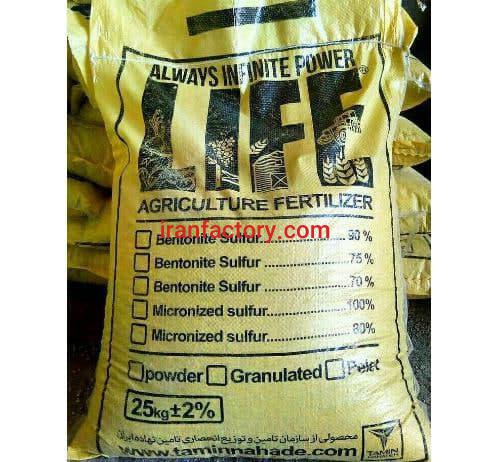 ALWAYS INFINITE POWER
LIFE®
AGRICULTURE FERTILIZER
iranfactory.com
Bentonite Sulfur........................ 90 %
Bentonite Sulfur ........................ 75 %
Bentonite Sulfur........................ 70 %
Micronized sulfur......................100%
Micronized sulfur...................... 80%
powder Granulated Pelet
25kg±2%
محصولی از سازمان تامین و توزیع انحصاری تامین نهاده ایران
www.taminnahade.com
TAMIN